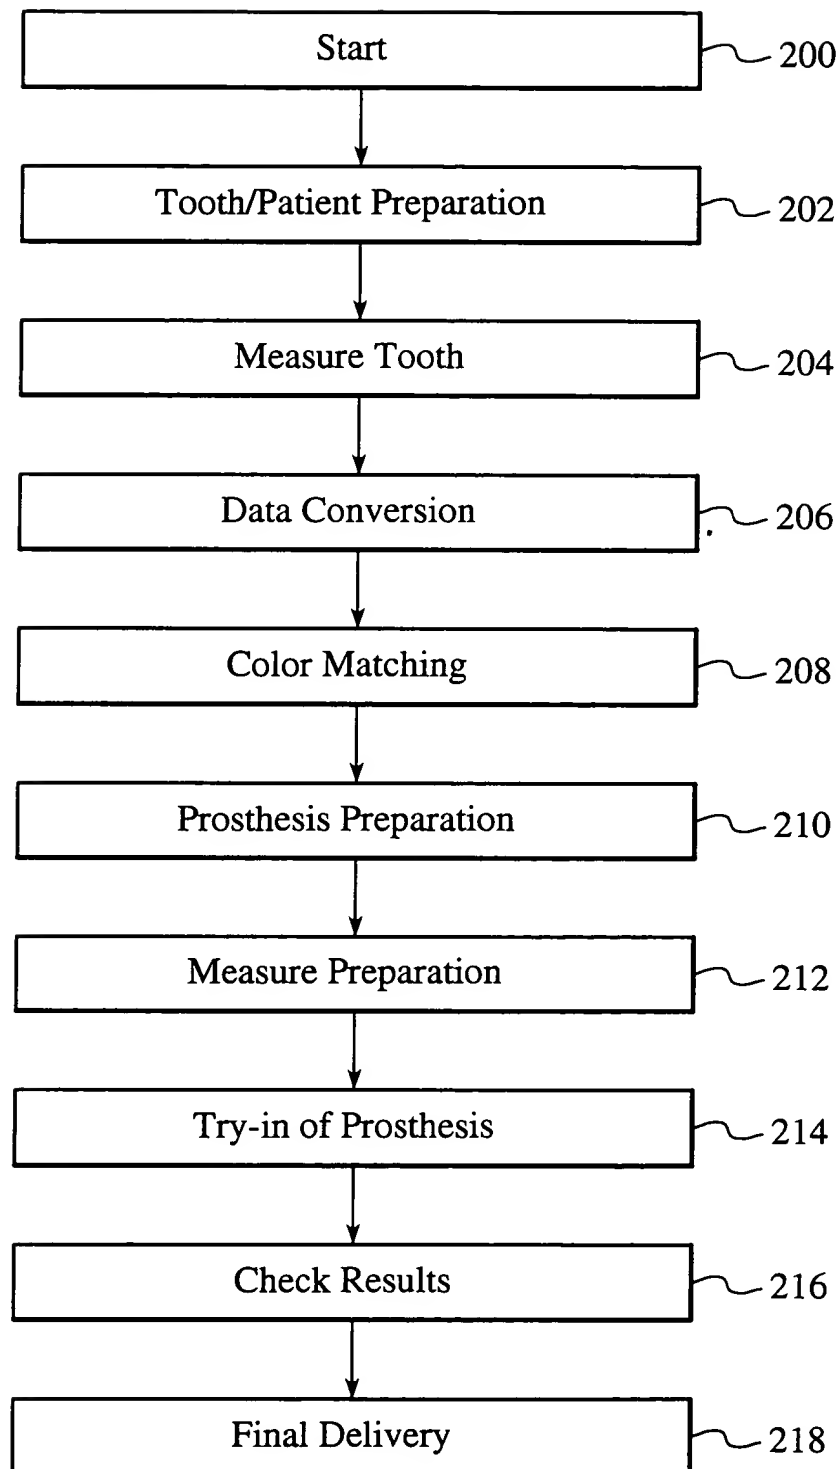 Start 200
Tooth/Patient Preparation 202
Measure Tooth 204
Data Conversion 206
Color Matching 208
Prosthesis Preparation 210
Measure Preparation 212
Try-in of Prosthesis 214
Check Results 216
Final Delivery 218